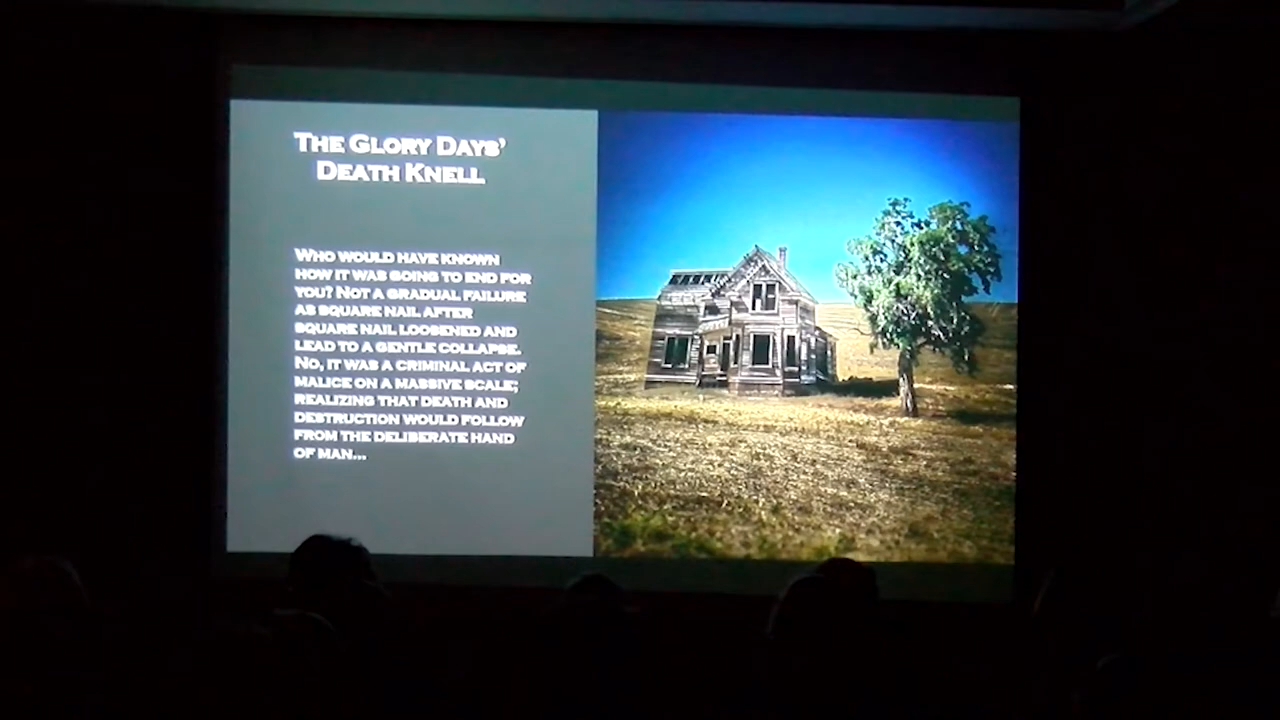 The Glory Days'
Death Knell
Who would have known
how it was going to end for
you? Not a gradual failure
as square nail after
square nail loosened and
lead to a gentle collapse.
No, it was a criminal act of
malice on a massive scale;
realizing that death and
destruction would follow
from the deliberate hand
of man...